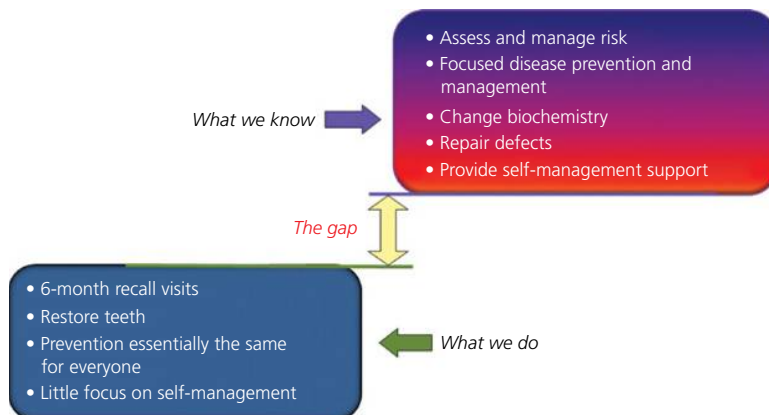 • Assess and manage risk
• Focused disease prevention and
management
• Change biochemistry
• Repair defects
• Provide self-management support
What we know
The gap
• 6-month recall visits
• Restore teeth
• Prevention essentially the same
for everyone
• Little focus on self-management
What we do